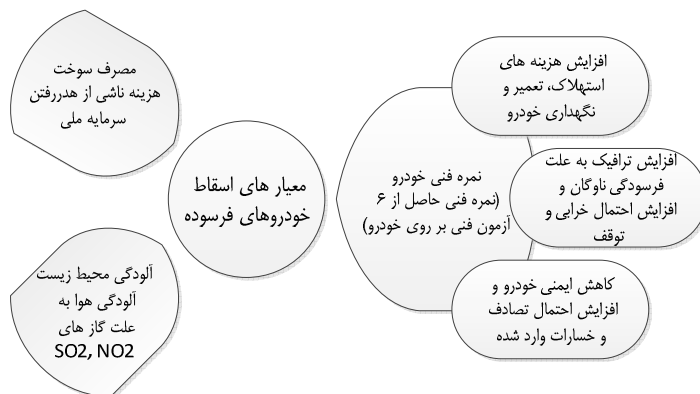 معیار های اسقاط
خودروهای فرسوده
مصرف سوخت
هزینه ناشی از هدررفتن
سرمایه ملی
آلودگی محیط زیست
آلودگی هوا به
علت گاز های
SO2, NO2
نمره فنی خودرو
(نمره فنی حاصل از ۶
آزمون فنی بر روی خودرو)
افزایش هزینه های
استهلاک، تعمیر و
نگهداری خودرو
افزایش ترافیک به علت
فرسودگی ناوگان و
افزایش احتمال خرابی و
توقف
کاهش ایمنی خودرو و
افزایش احتمال تصادف
و خسارات وارد شده